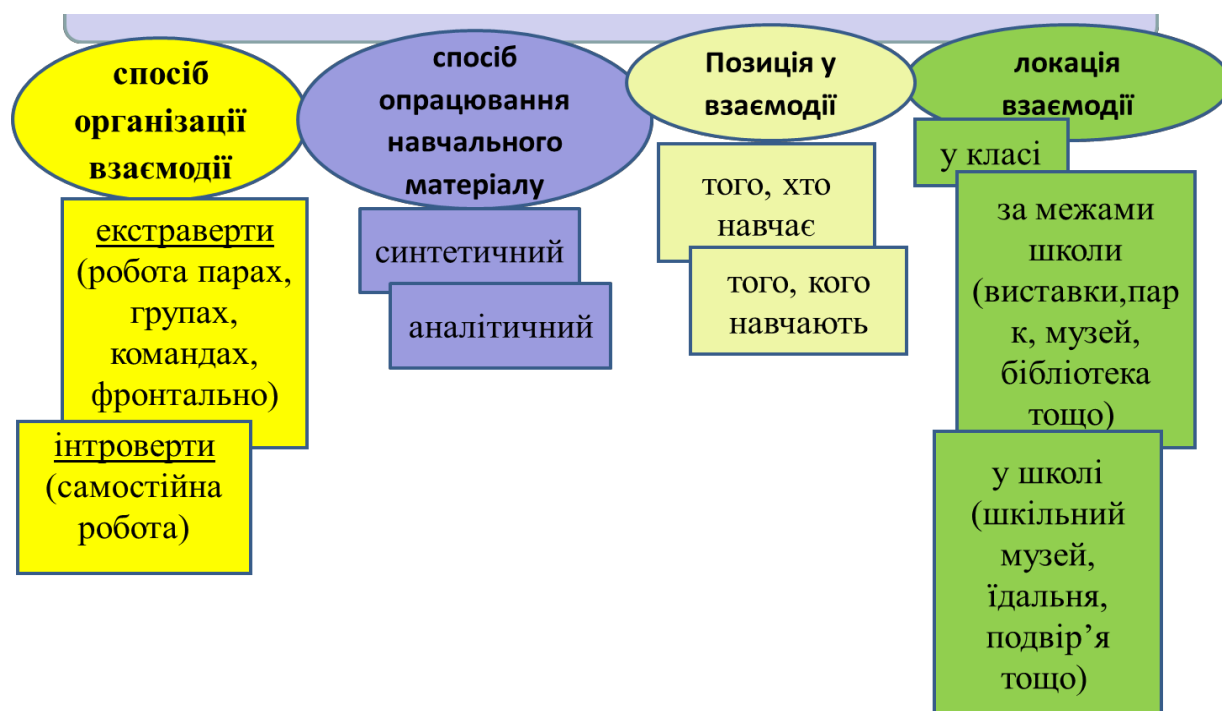 спосіб
організації
взаємодії
екстраверти
(робота парах,
групах,
командах,
фронтально)
інтроверти
(самостійна
робота)
спосіб
опрацювання
навчального
матеріалу
синтетичний
аналітичний
Позиція у
взаємодії
того, хто
навчає
того, кого
навчають
локація
взаємодії
у класі
за межами
школи
(виставки,пар
к, музей,
бібліотека
тощо)
у школі
(шкільний
музей,
їдальня,
подвір’я
тощо)